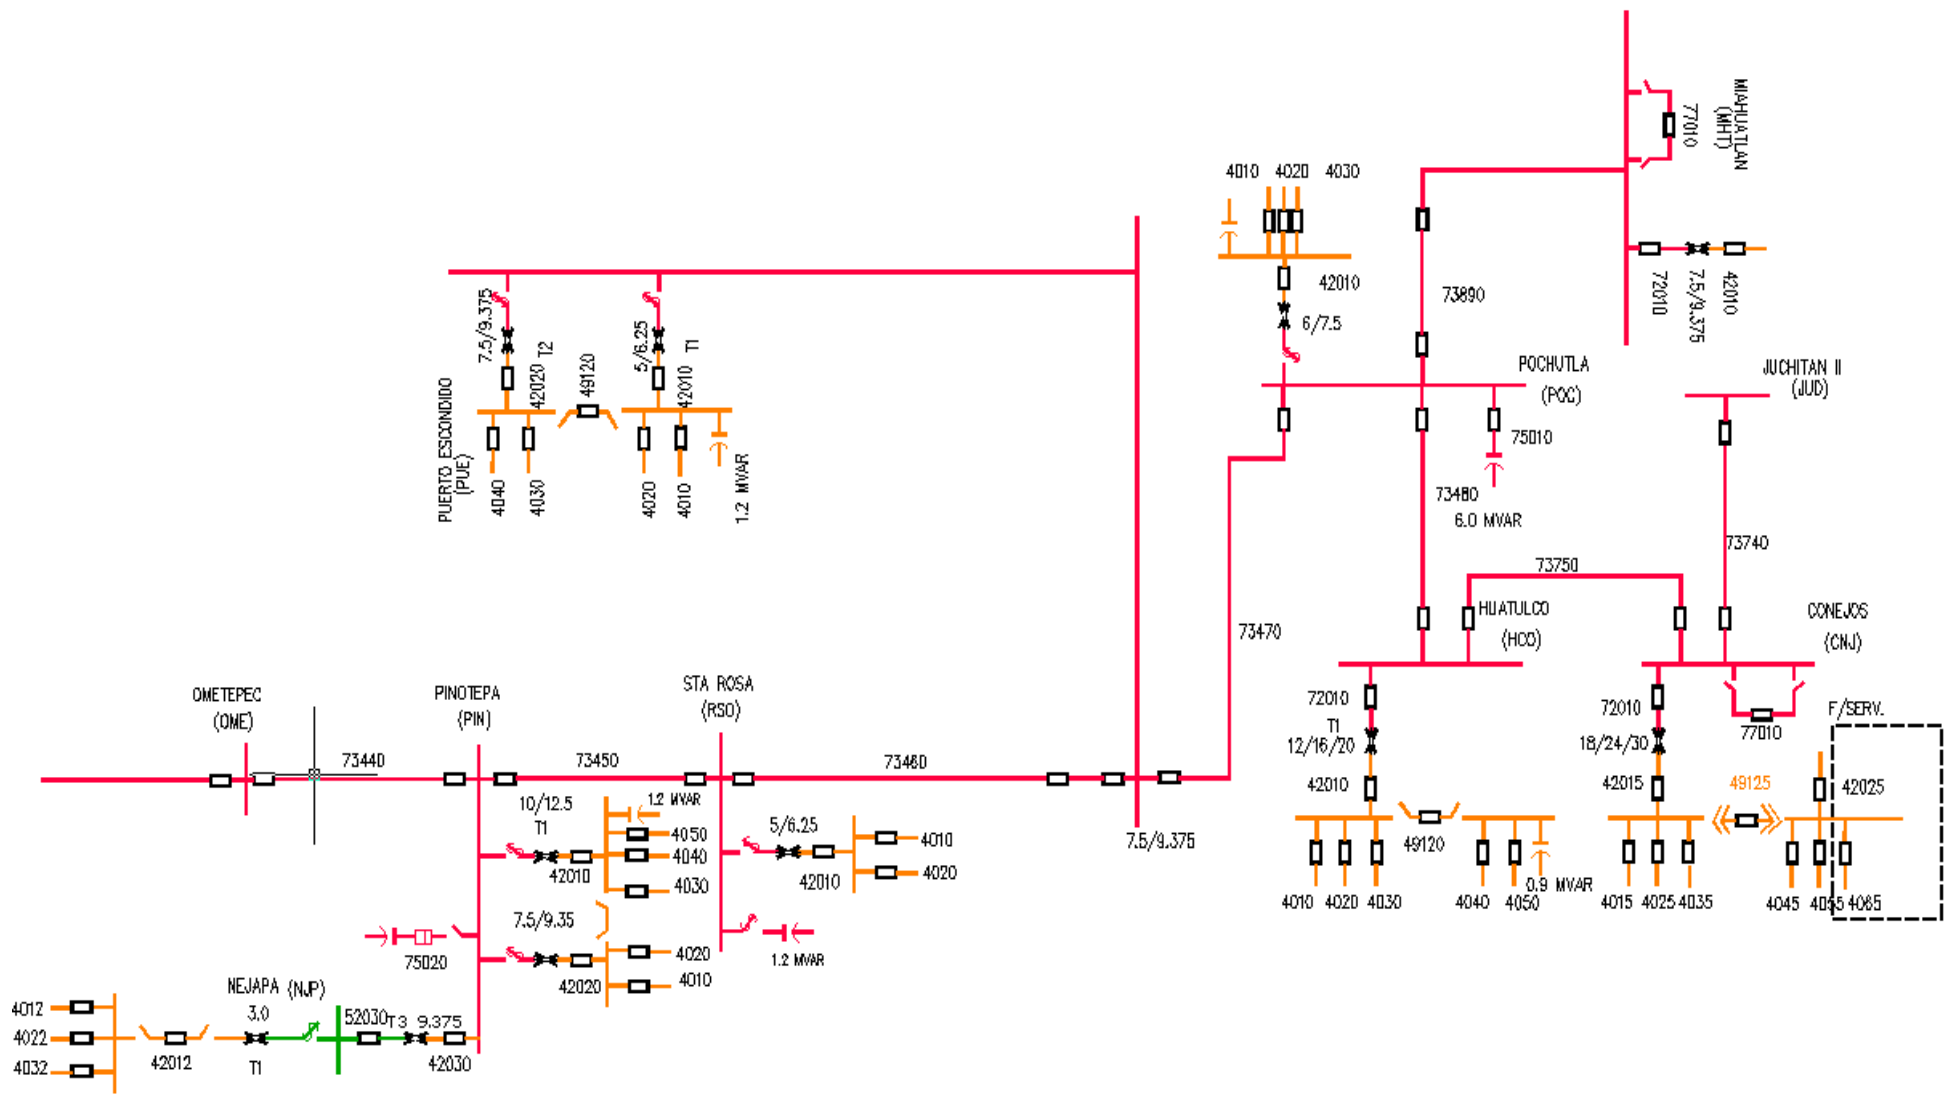 MIAHUATLAN
(MHT)
77010
72010
7.5/9.375
42010
4010 4020 4030
42010
6/7.5
73890
POCHUTLA
(POC)
75010
73480
6.0 MVAR
JUCHITAN II
(JUD)
73740
7.5/9.375
42020 T2
49120
5/6.25
42010 T1
PUERTO ESCONDIDO
(PUE)
4040
4030
4020
4010
1.2 MVAR
73750
HUATULCO
(HCO)
CONEJOS
(CNJ)
73470
OMETEPEC
(OME)
PINOTEPA
(PIN)
STA ROSA
(RSO)
73440
73450
73460
7.5/9.375
72010
T1
12/16/20
42010
49120
4010 4020 4030
4040 4050
0.9 MVAR
72010
18/24/30
42015
77010
F/SERV.
49125
42025
4015 4025 4035
4045 4055 4065
10/12.5
T1
42010
1.2 MVAR
4050
4040
4030
5/6.25
42010
4010
4020
7.5/9.35
42020
4020
4010
1.2 MVAR
75020
NEJAPA (NJP)
3.0
T1
52030
T3 9.375
42030
4012
4022
4032
42012